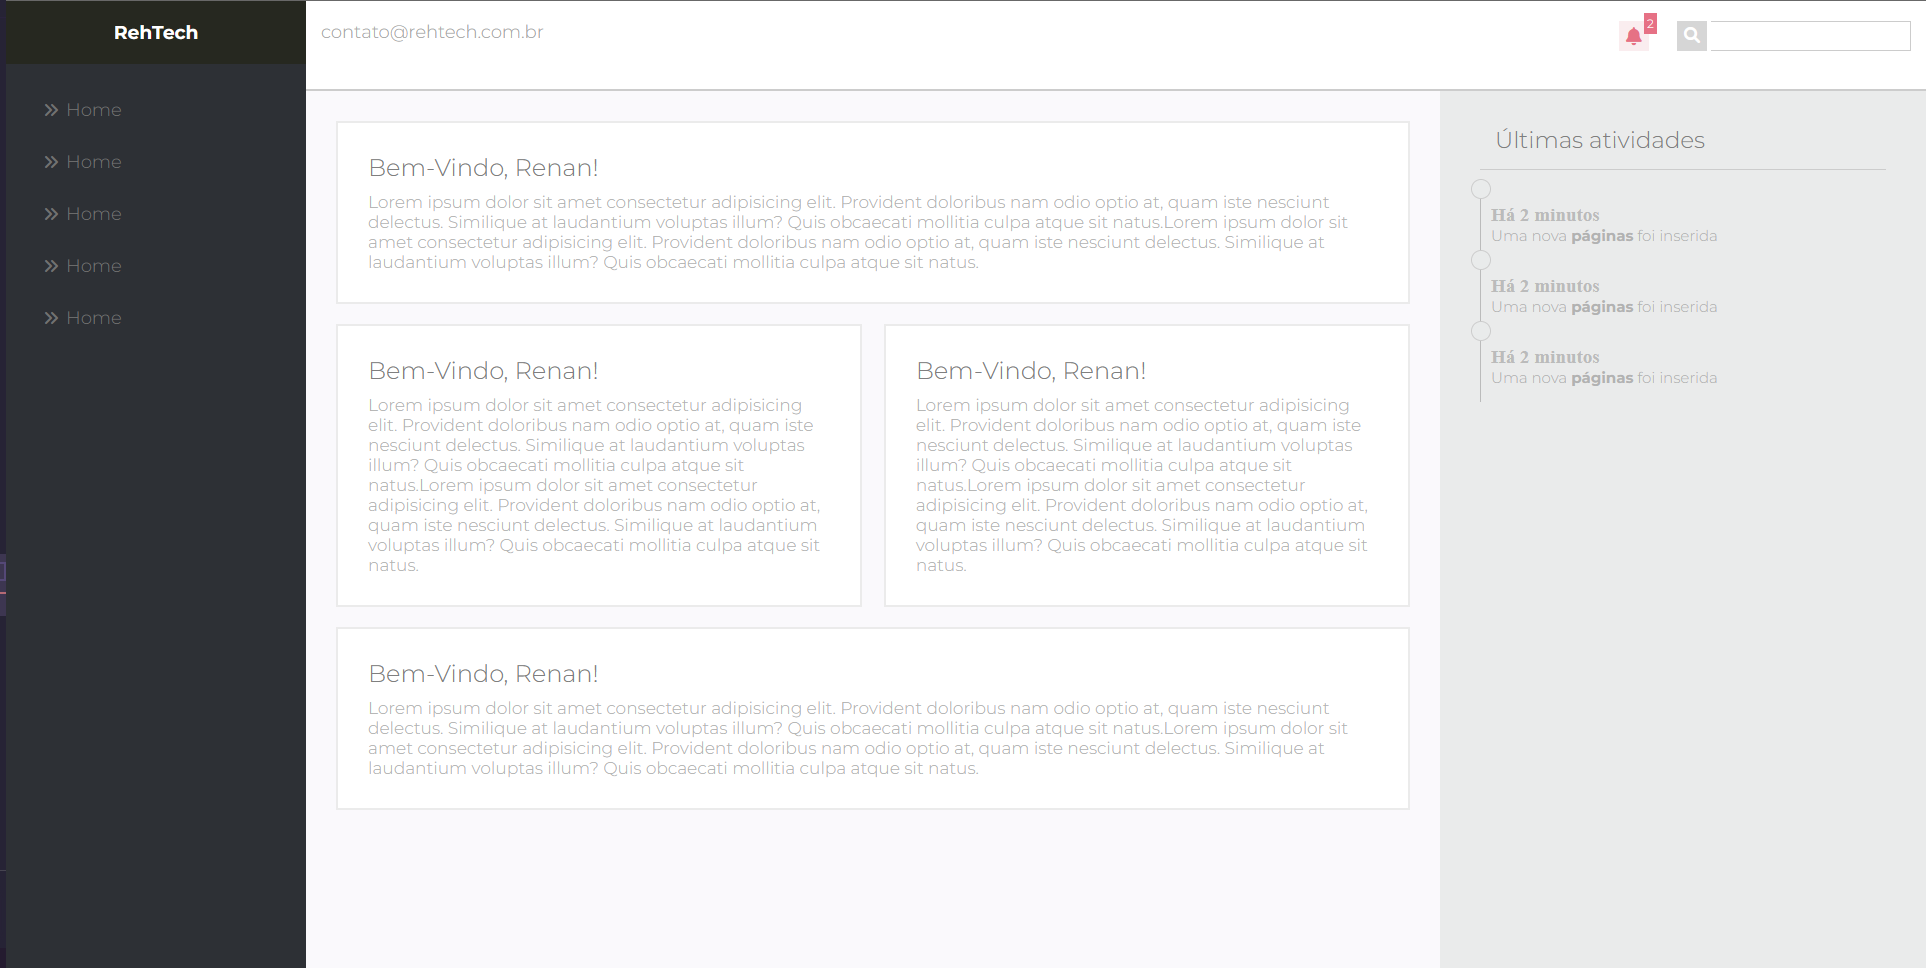 RehTech
contato@rehtech.com.br
2
Home
Home
Home
Home
Home
Bem-Vindo, Renan!
Lorem ipsum dolor sit amet consectetur adipisicing elit. Provident doloribus nam odio optio at, quam iste nesciunt
delectus. Similique at laudantium voluptas illum? Quis obcaecati mollitia culpa atque sit natus.Lorem ipsum dolor sit
amet consectetur adipisicing elit. Provident doloribus nam odio optio at, quam iste nesciunt delectus. Similique at
laudantium voluptas illum? Quis obcaecati mollitia culpa atque sit natus.
Bem-Vindo, Renan!
Lorem ipsum dolor sit amet consectetur adipisicing
elit. Provident doloribus nam odio optio at, quam iste
nesciunt delectus. Similique at laudantium voluptas
illum? Quis obcaecati mollitia culpa atque sit
natus.Lorem ipsum dolor sit amet consectetur
adipisicing elit. Provident doloribus nam odio optio at,
quam iste nesciunt delectus. Similique at laudantium
voluptas illum? Quis obcaecati mollitia culpa atque sit
natus.
Bem-Vindo, Renan!
Lorem ipsum dolor sit amet consectetur adipisicing
elit. Provident doloribus nam odio optio at, quam iste
nesciunt delectus. Similique at laudantium voluptas
illum? Quis obcaecati mollitia culpa atque sit
natus.Lorem ipsum dolor sit amet consectetur
adipisicing elit. Provident doloribus nam odio optio at,
quam iste nesciunt delectus. Similique at laudantium
voluptas illum? Quis obcaecati mollitia culpa atque sit
natus.
Bem-Vindo, Renan!
Lorem ipsum dolor sit amet consectetur adipisicing elit. Provident doloribus nam odio optio at, quam iste nesciunt
delectus. Similique at laudantium voluptas illum? Quis obcaecati mollitia culpa atque sit natus.Lorem ipsum dolor sit
amet consectetur adipisicing elit. Provident doloribus nam odio optio at, quam iste nesciunt delectus. Similique at
laudantium voluptas illum? Quis obcaecati mollitia culpa atque sit natus.
Últimas atividades
Há 2 minutos
Uma nova páginas foi inserida
Há 2 minutos
Uma nova páginas foi inserida
Há 2 minutos
Uma nova páginas foi inserida